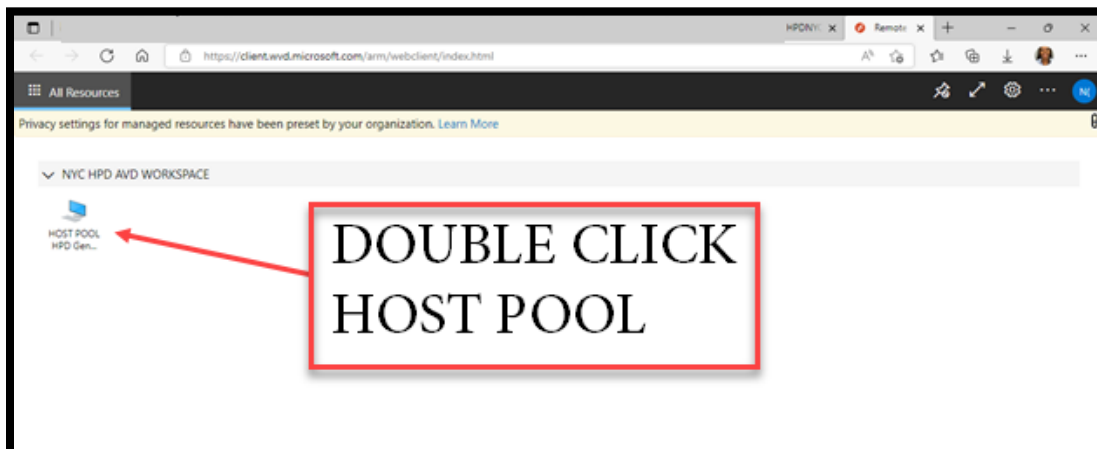 HPDNYC
Remote
https://client.wvd.microsoft.com/arm/webclient/index.html
All Resources
Privacy settings for managed resources have been preset by your organization. Learn More
NYC HPD AVD WORKSPACE
HOST POOL
HPD Gen...
DOUBLE CLICK
HOST POOL